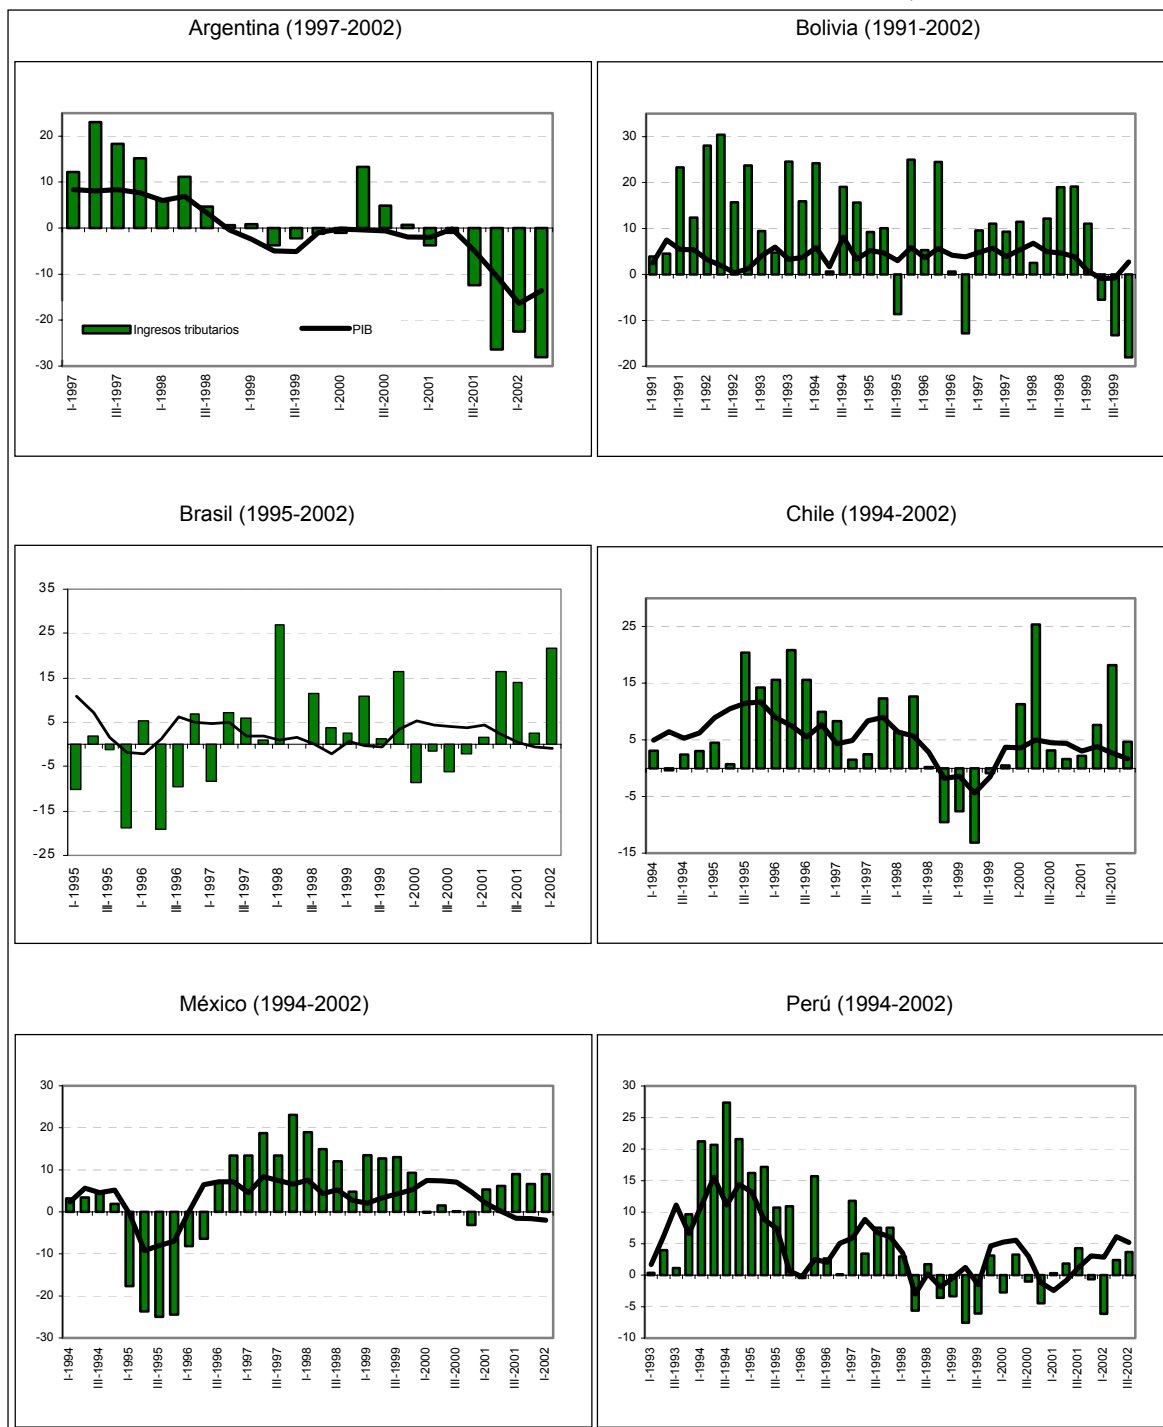 Argentina (1997-2002)
20
10
0
-10
-20
-30
Ingresos tributarios
PIB
I-1997
III-1997
I-1998
III-1998
I-1999
III-1999
I-2000
III-2000
I-2001
III-2001
I-2002
Bolivia (1991-2002)
30
20
10
0
-10
-20
I-1991
III-1991
I-1992
III-1992
I-1993
III-1993
I-1994
III-1994
I-1995
III-1995
I-1996
III-1996
I-1997
III-1997
I-1998
III-1998
I-1999
III-1999
Brasil (1995-2002)
35
25
15
5
-5
-15
-25
I-1995
III-1995
I-1996
III-1996
I-1997
III-1997
I-1998
III-1998
I-1999
III-1999
I-2000
III-2000
I-2001
III-2001
I-2002
Chile (1994-2002)
25
15
5
-5
-15
I-1994
III-1994
I-1995
III-1995
I-1996
III-1996
I-1997
III-1997
I-1998
III-1998
I-1999
III-1999
I-2000
III-2000
I-2001
III-2001
México (1994-2002)
30
20
10
0
-10
-20
-30
I-1994
III-1994
I-1995
III-1995
I-1996
III-1996
I-1997
III-1997
I-1998
III-1998
I-1999
III-1999
I-2000
III-2000
I-2001
III-2001
I-2002
Perú (1994-2002)
30
25
20
15
10
5
0
-5
-10
I-1993
III-1993
I-1994
III-1994
I-1995
III-1995
I-1996
III-1996
I-1997
III-1997
I-1998
III-1998
I-1999
III-1999
I-2000
III-2000
I-2001
III-2001
I-2002
III-2002